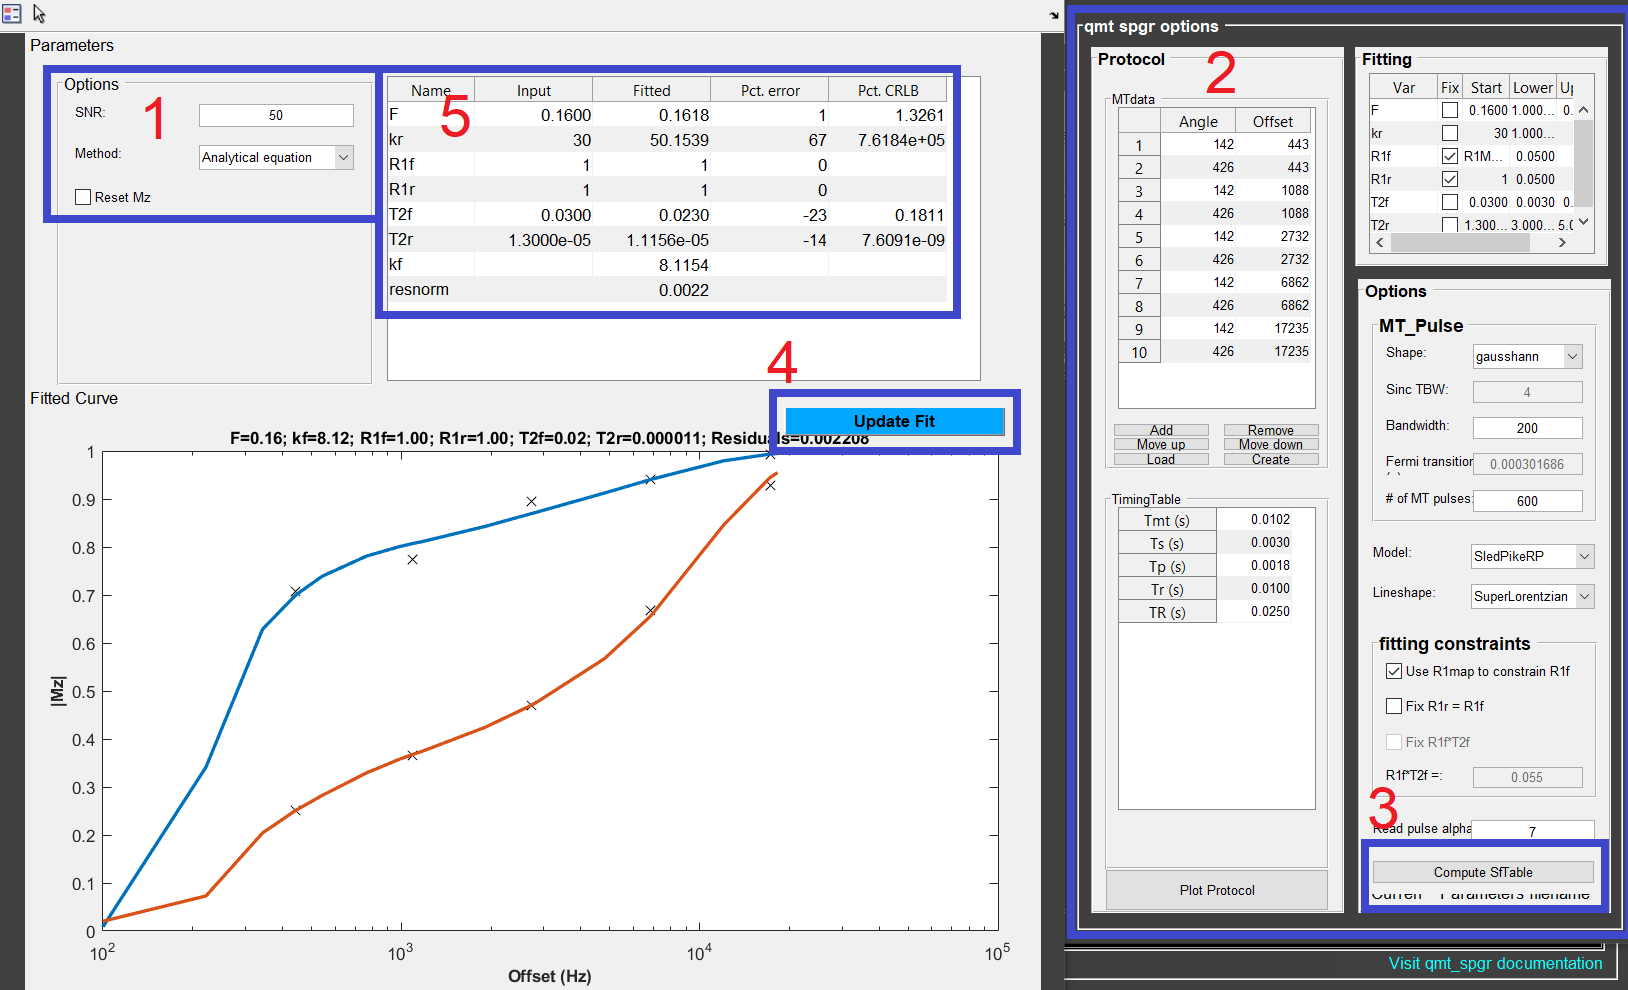 Parameters
Options
1
SNR:
50
Method:
Analytical equation
Reset Mz
5
Name Input Fitted Pct. error Pct. CRLB
F 0.1600 0.1618 1 1.3261
kr 30 50.1539 67 7.6184e+05
R1f 1 1 0
R1r 1 1 0
T2f 0.0300 0.0230 -23 0.1811
T2r 1.3000e-05 1.1156e-05 -14 7.6091e-09
kf 8.1154
resnorm 0.0022
4
Fitted Curve
Update Fit
F=0.16; kf=8.12; R1f=1.00; R1r=1.00; T2f=0.02; T2r=0.000011; Residuals=0.002208
1
0.9
0.8
0.7
0.6
0.5
0.4
0.3
0.2
0.1
0
|Mz|
10^2 10^3 10^4 10^5
Offset (Hz)
qmt spgr options
Protocol
2
MTdata
Angle Offset
1 142 443
2 426 443
3 142 1088
4 426 1088
5 142 2732
6 426 2732
7 142 6862
8 426 6862
9 142 17235
10 426 17235
Add Remove
Move up Move down
Load Create
TimingTable
Tmt (s) 0.0102
Ts (s) 0.0030
Tp (s) 0.0018
Tr (s) 0.0100
TR (s) 0.0250
Plot Protocol
Fitting
Var Fix Start Lower Up
F 0.1600 1.000... 0.
kr 30 1.000...
R1f R1M... 0.0500
R1r 1 0.0500
T2f 0.0300 0.0030 0.
T2r 1.300... 3.000... 5.0
Options
MT_Pulse
Shape: gausshann
Sinc TBW: 4
Bandwidth: 200
Fermi transition 0.000301686
# of MT pulses: 600
Model: SledPikeRP
Lineshape: SuperLorentzian
fitting constraints
Use R1map to constrain R1f
Fix R1r = R1f
Fix R1f*T2f
R1f*T2f =: 0.055
3
Read pulse alpha 7
Compute SfTable
Parameters filename
Visit qmt_spgr documentation